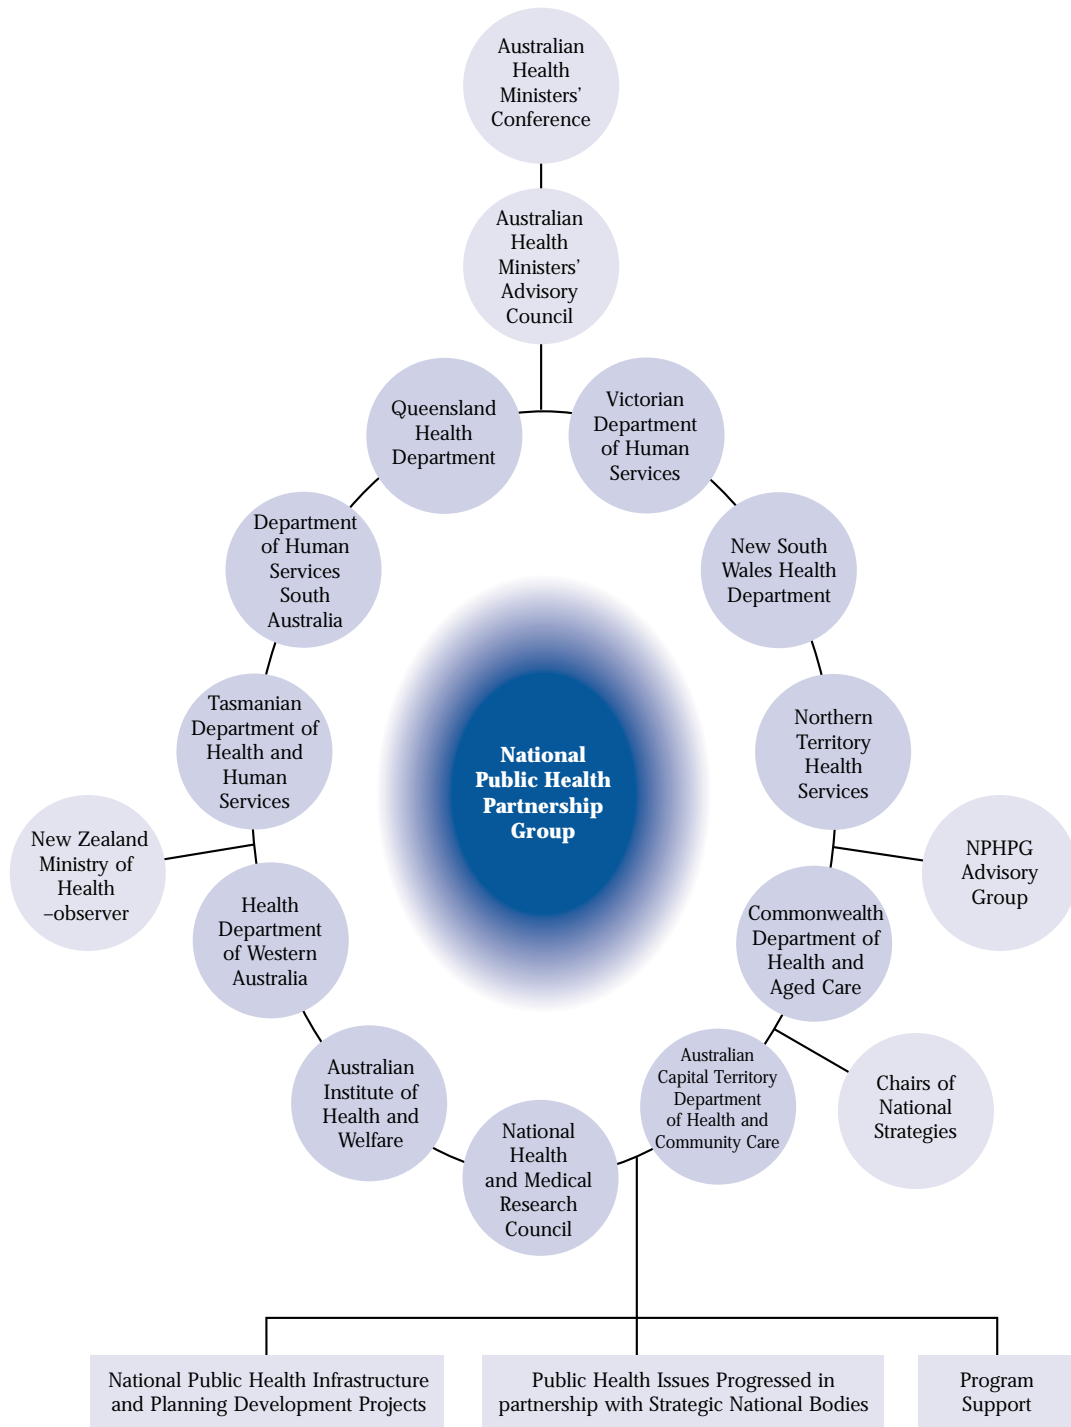 Australian
Health
Ministers’
Conference
Australian
Health
Ministers’
Advisory
Council
Queensland
Health
Department
Victorian
Department
of Human
Services
Department
of Human
Services
South
Australia
New South
Wales Health
Department
Tasmanian
Department of
Health and
Human
Services
National
Public Health
Partnership
Group
Northern
Territory
Health
Services
New Zealand
Ministry of
Health
–observer
NPHPG
Advisory
Group
Health
Department
of Western
Australia
Commonwealth
Department of
Health and
Aged Care
Australian
Institute of
Health and
Welfare
National
Health
and Medical
Research
Council
Australian
Capital Territory
Department
of Health and
Community Care
Chairs of
National
Strategies
National Public Health Infrastructure
and Planning Development Projects
Public Health Issues Progressed in
partnership with Strategic National Bodies
Program
Support